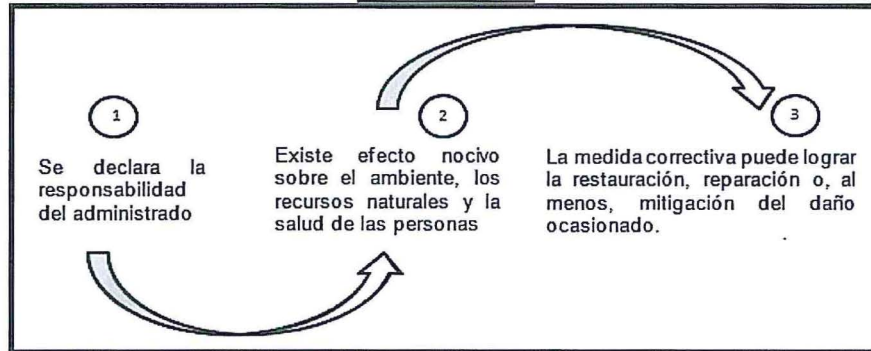 1
Se declara la
responsabilidad
del administrado
2
Existe efecto nocivo
sobre el ambiente, los
recursos naturales y la
salud de las personas
3
La medida correctiva puede lograr
la restauración, reparación o, al
menos, mitigación del daño
ocasionado.